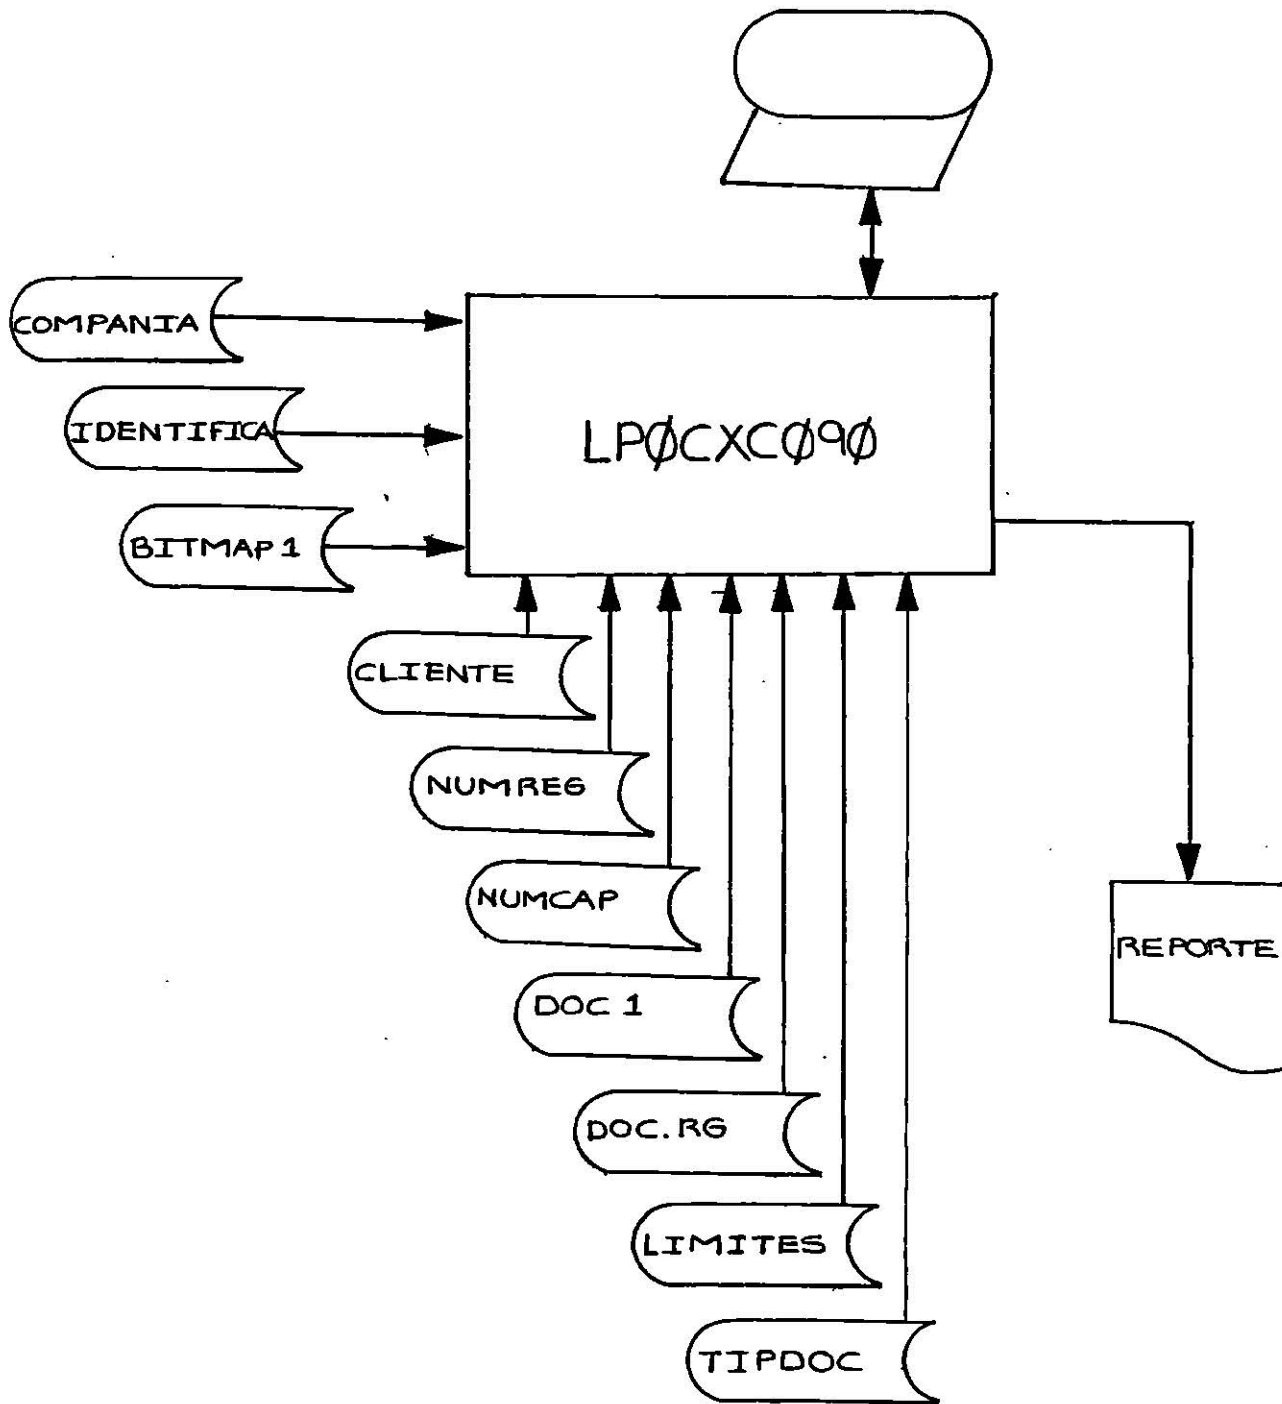 COMPANIA
IDENTIFICA
LPØCXCØ9Ø
BITMAP 1
CLIENTE
NUMREG
NUMCAP
REPORTE
DOC 1
DOC.RG
LIMITES
TIPDOC